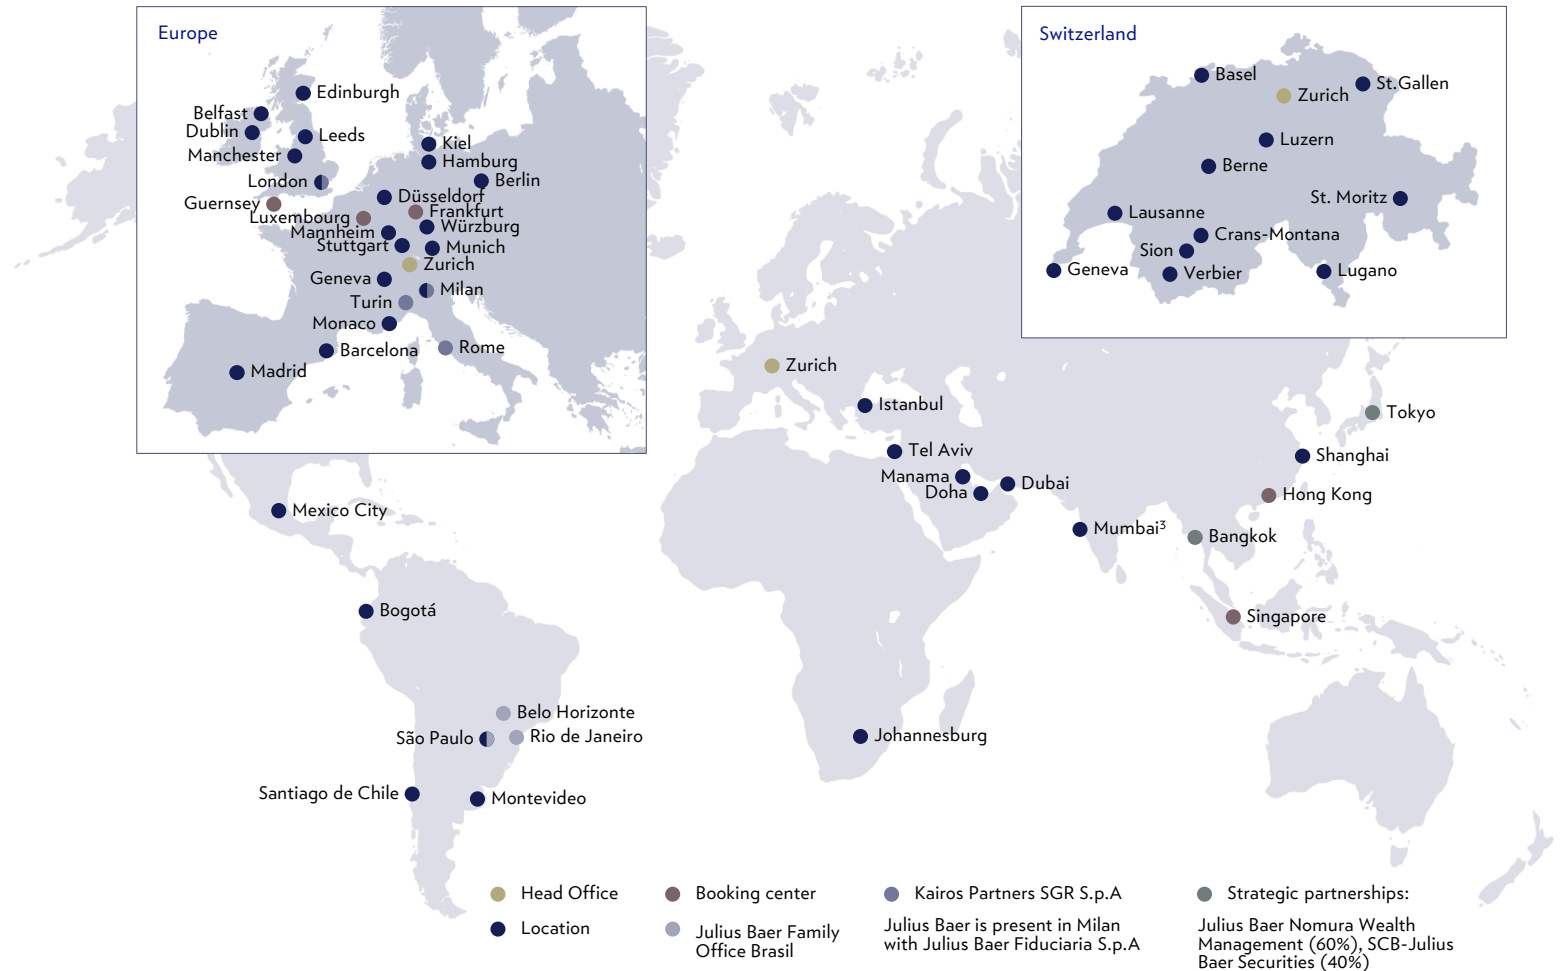 Europe
Edinburgh
Belfast
Dublin
Leeds
Manchester
London
Guernsey
Kiel
Hamburg
Berlin
Düsseldorf
Luxembourg
Frankfurt
Mannheim
Würzburg
Stuttgart
Munich
Zurich
Geneva
Milan
Turin
Monaco
Barcelona
Rome
Madrid
Switzerland
Basel
St.Gallen
Zurich
Luzern
Berne
St. Moritz
Lausanne
Crans-Montana
Sion
Geneva
Verbier
Lugano
Zurich
Istanbul
Tokyo
Tel Aviv
Shanghai
Manama
Doha
Dubai
Hong Kong
Mexico City
Mumbai³
Bangkok
Bogotá
Singapore
Belo Horizonte
São Paulo
Rio de Janeiro
Johannesburg
Santiago de Chile
Montevideo
Head Office
Location
Booking center
Julius Baer Family
Office Brasil
Kairos Partners SGR S.p.A
Julius Baer is present in Milan
with Julius Baer Fiduciaria S.p.A
Strategic partnerships:
Julius Baer Nomura Wealth
Management (60%), SCB-Julius
Baer Securities (40%)